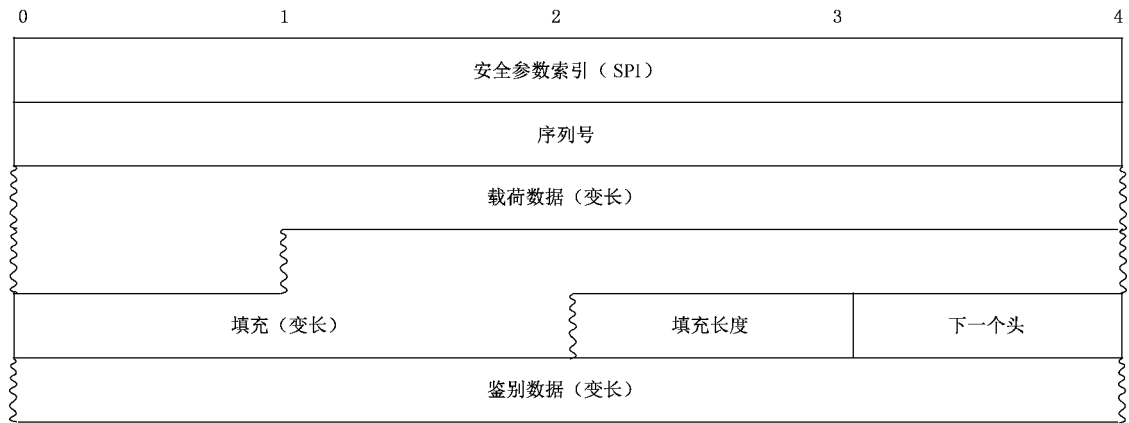 0 1 2 3 4
安全参数索引（SPI）
序列号
载荷数据（变长）
填充（变长） 填充长度 下一个头
鉴别数据（变长）